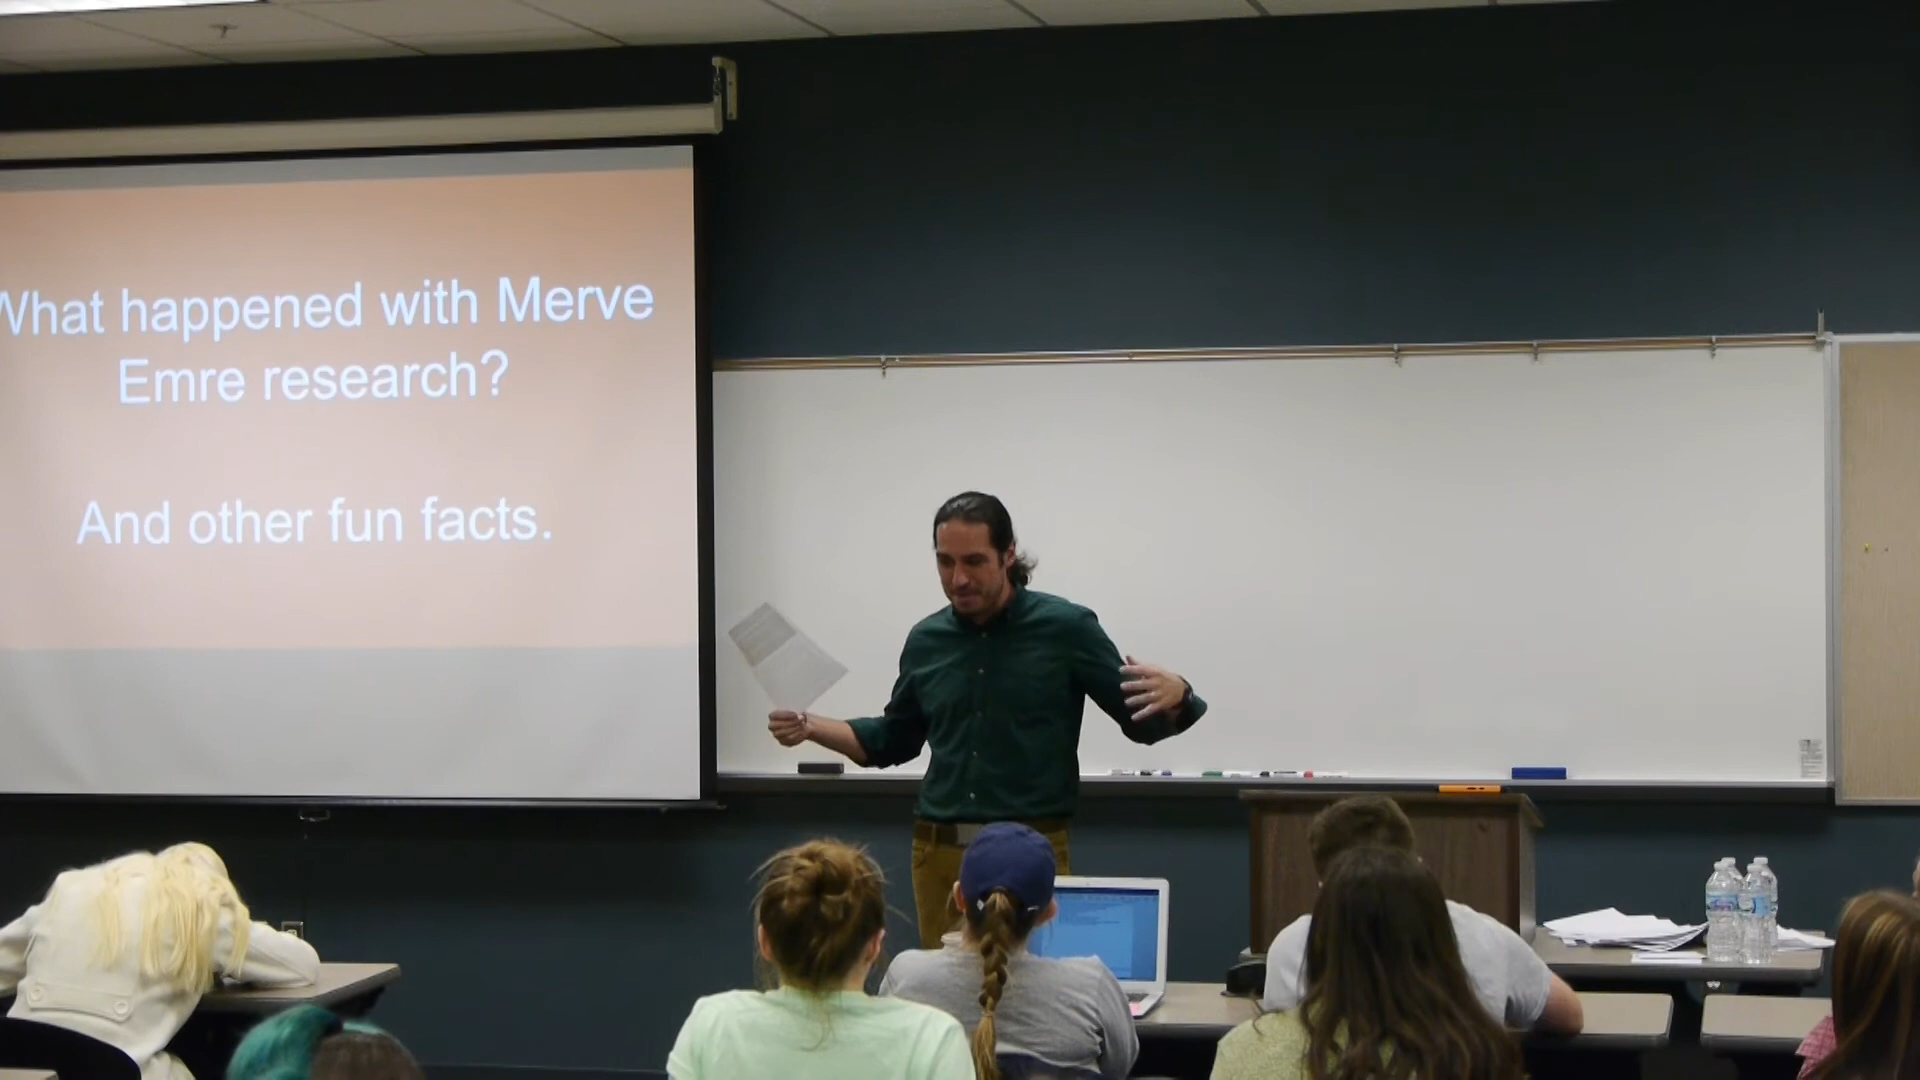 What happened with Merve
Emre research?
And other fun facts.